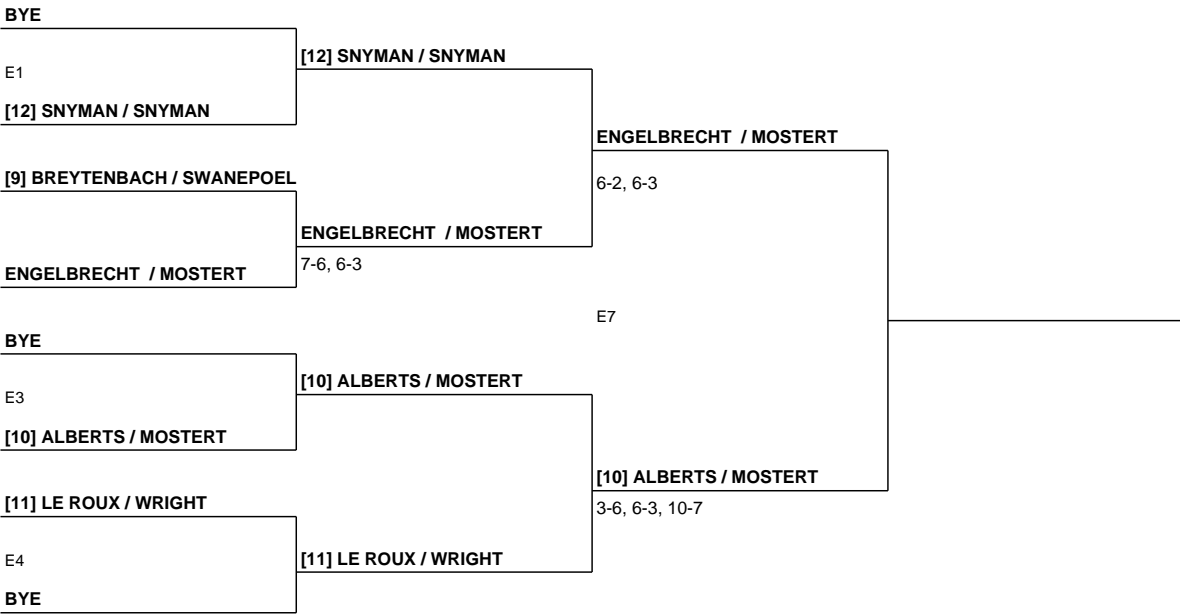 BYE
[12] SNYMAN / SNYMAN
E1
[12] SNYMAN / SNYMAN
ENGELBRECHT / MOSTERT
[9] BREYTENBACH / SWANEPOEL
6-2, 6-3
ENGELBRECHT / MOSTERT
7-6, 6-3
ENGELBRECHT / MOSTERT
E7
BYE
[10] ALBERTS / MOSTERT
E3
[10] ALBERTS / MOSTERT
[10] ALBERTS / MOSTERT
[11] LE ROUX / WRIGHT
3-6, 6-3, 10-7
E4
[11] LE ROUX / WRIGHT
BYE